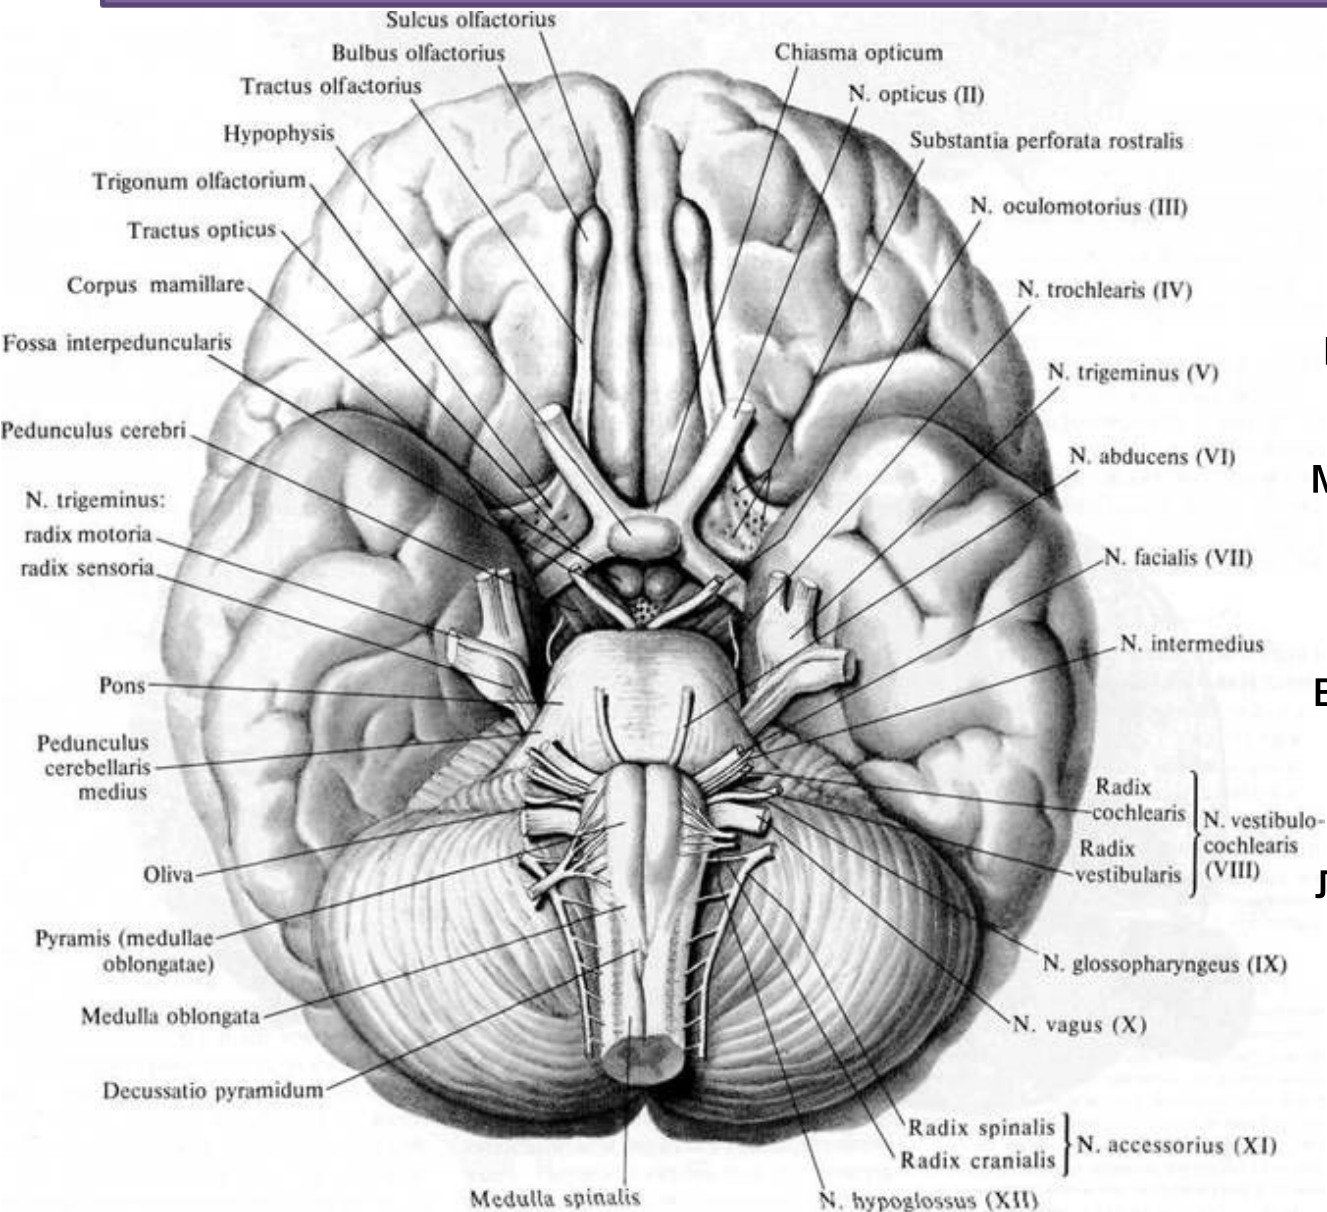 Sulcus olfactorius
Bulbus olfactorius
Tractus olfactorius
Hypophysis
Trigonum olfactorium
Tractus opticus
Corpus mamillare
Fossa interpeduncularis
Pedunculus cerebri
N. trigeminus:
radix motoria
radix sensoria
Pons
Pedunculus
cerebellaris
medius
Oliva
Pyramis (medullae
oblongatae)
Medulla oblongata
Decussatio pyramidum
Medulla spinalis
Chiasma opticum
N. opticus (II)
Substantia perforata rostralis
N. oculomotorius (III)
N. trochlearis (IV)
N. trigeminus (V)
N. abducens (VI)
N. facialis (VII)
N. intermedius
Radix
cochlearis
Radix
vestibularis
N. vestibulo-
cochlearis
(VIII)
N. glossopharyngeus (IX)
N. vagus (X)
Radix spinalis
Radix cranialis
N. accessorius (XI)
N. hypoglossus (XII)